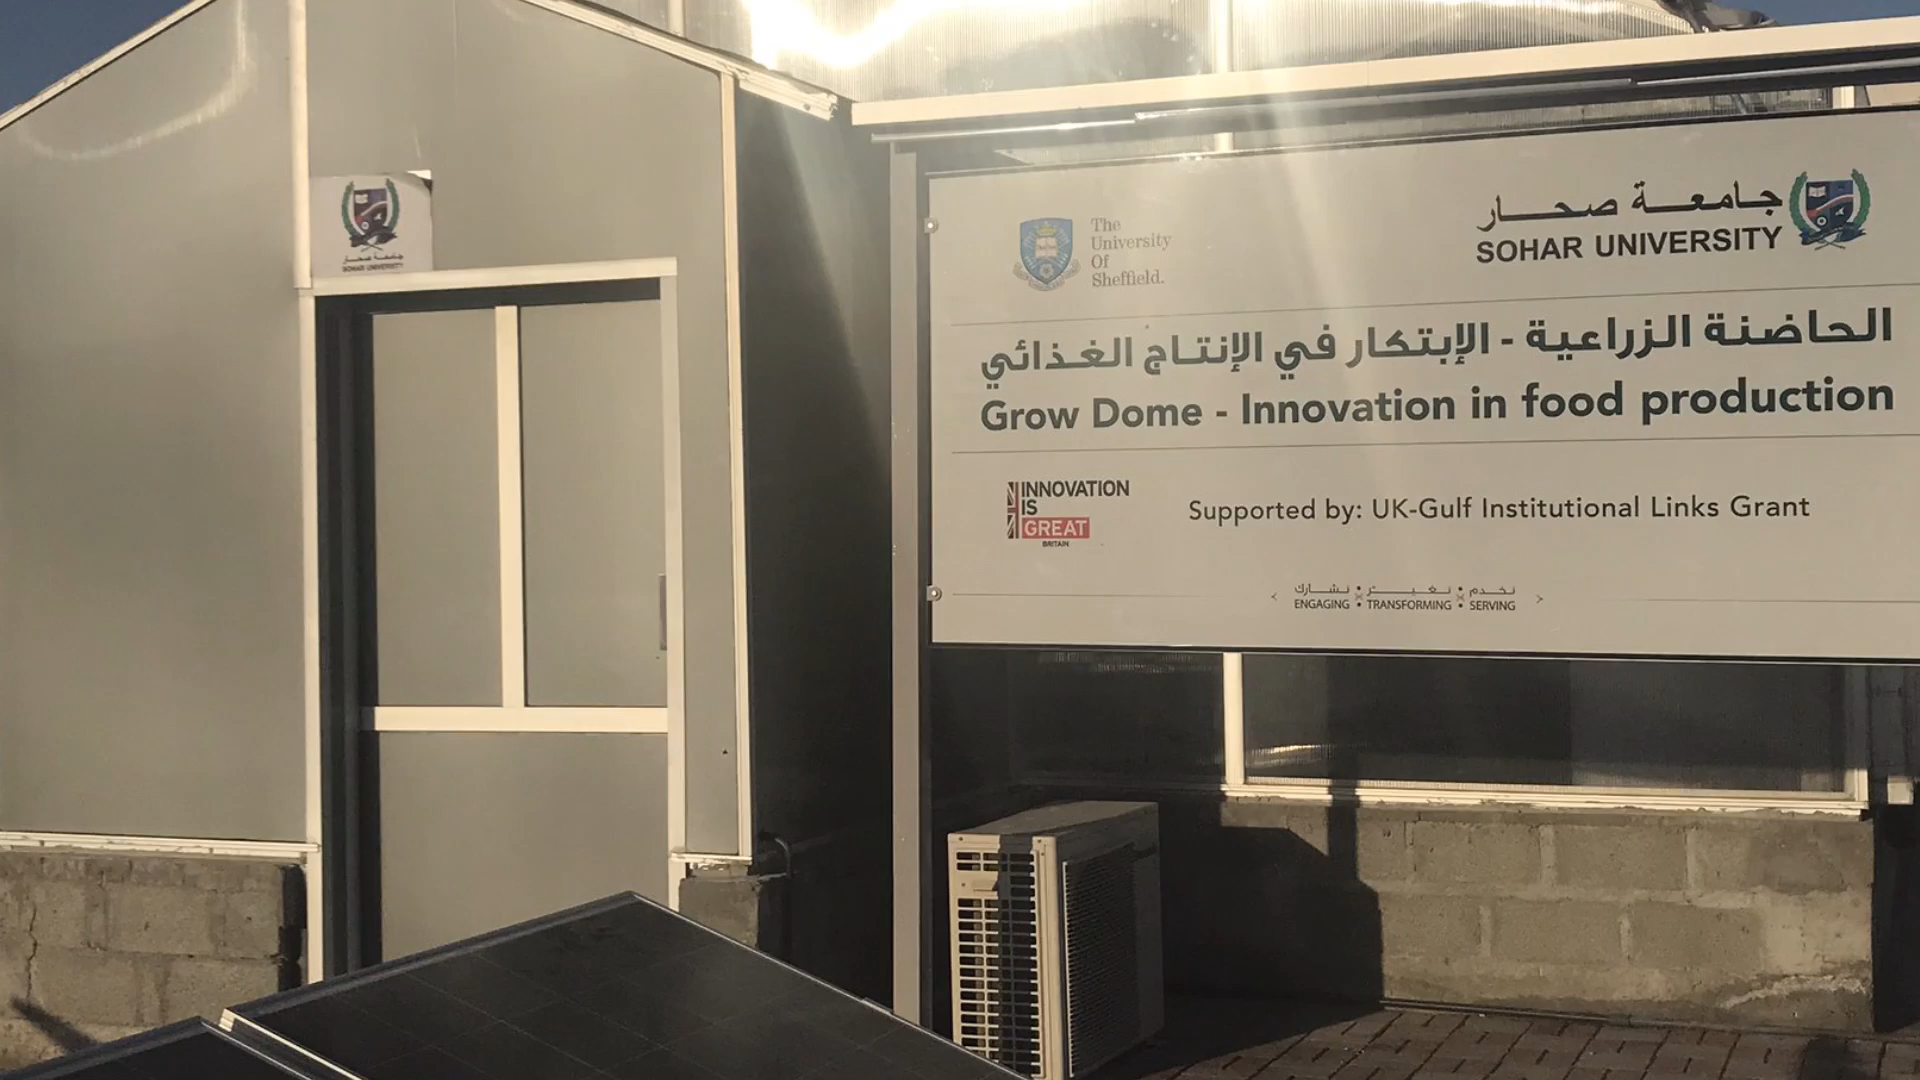 جامعة صحار
SOHAR UNIVERSITY
The
University
Of
Sheffield.
جامعة صحار
SOHAR UNIVERSITY
الحاضنة الزراعية - الإبتكار في الإنتاج الغذائي
Grow Dome - Innovation in food production
INNOVATION
IS
GREAT
BRITAIN
Supported by: UK-Gulf Institutional Links Grant
نخدم • نغير • نشارك
ENGAGING • TRANSFORMING • SERVING